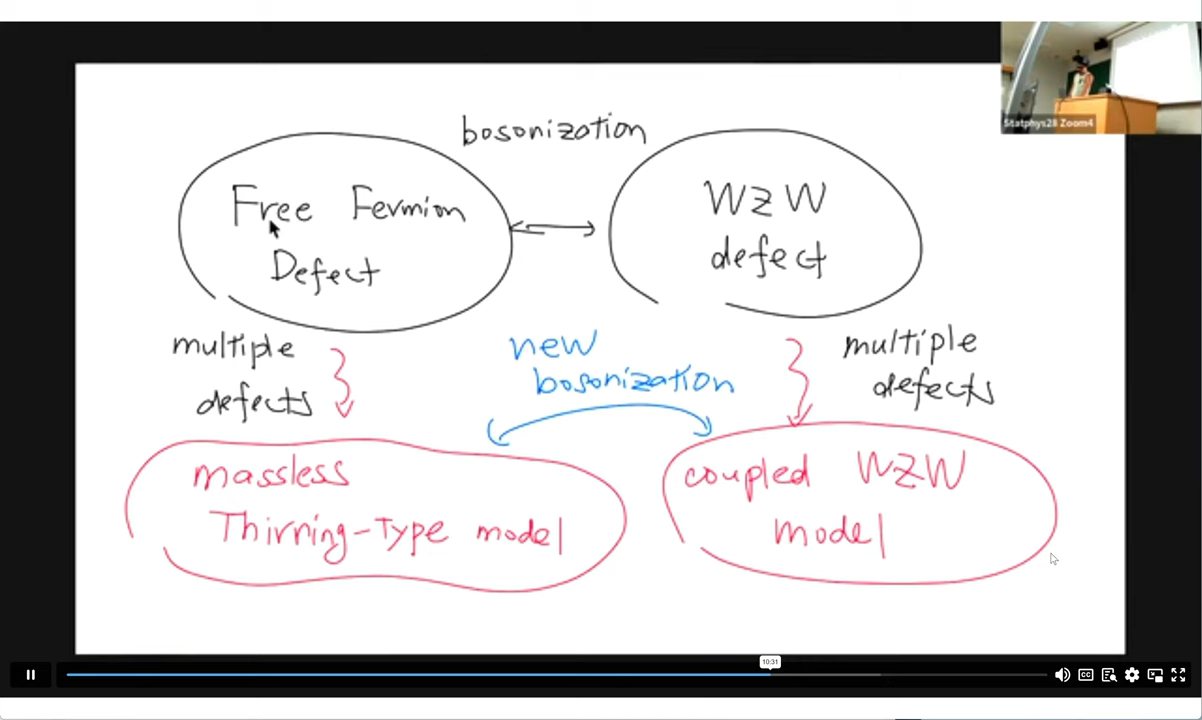 Statphys28 Zoom4
bosonization
Free Fermion
Defect
WZW
defect
multiple
defects
new
bosonization
multiple
defects
massless
Thirring-Type model
coupled WZW
model
10:31
CC